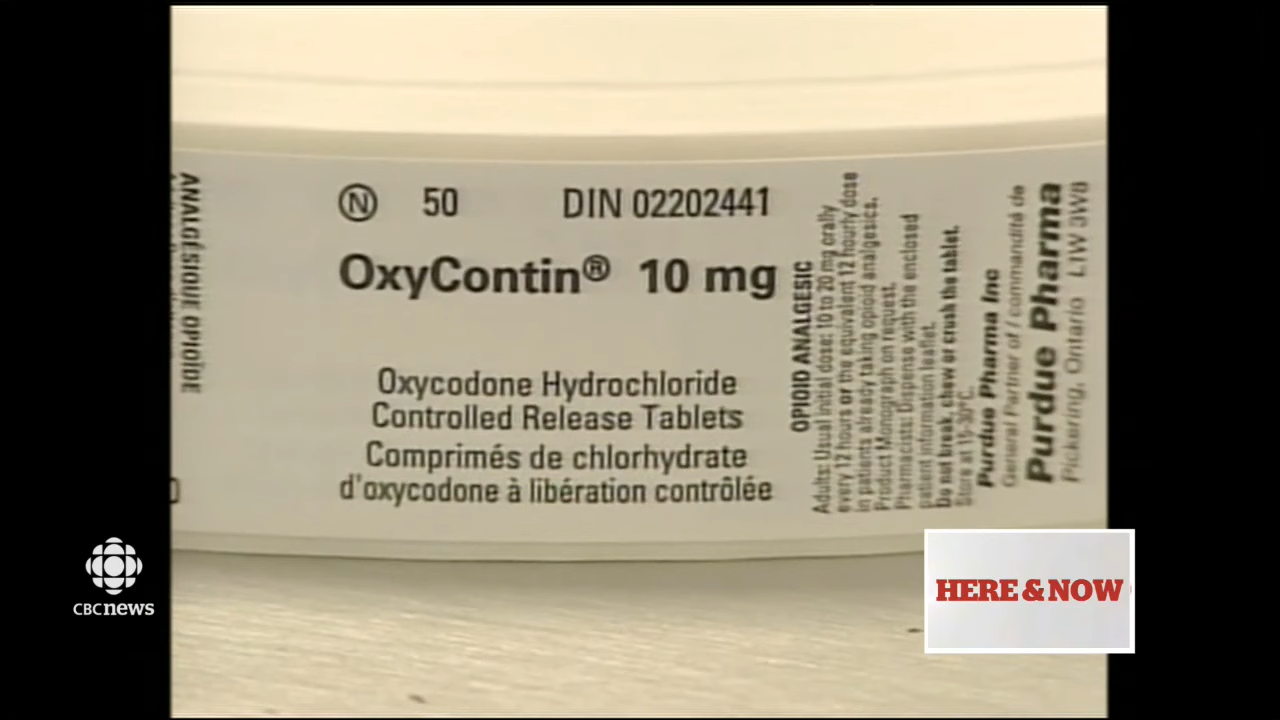 ANALGÉSIQUE OPIOÏDE
N 50 DIN 02202441
OxyContin® 10 mg
Oxycodone Hydrochloride
Controlled Release Tablets
Comprimés de chlorhydrate
d'oxycodone à libération contrôlée
OPIOID ANALGESIC
Adults: Usual initial dose: 10 to 20 mg orally
every 12 hours or the equivalent 12 hourly dose
in patients already taking opioid analgesics.
Product Monograph on request.
Pharmacists: Dispense with the enclosed
patient information leaflet.
Do not break, chew or crush the tablet.
Store at 15-30°C.
Purdue Pharma Inc
General Partner of / commandité de
Purdue Pharma
Pickering, Ontario L1W 3W8
CBC news
HERE & NOW